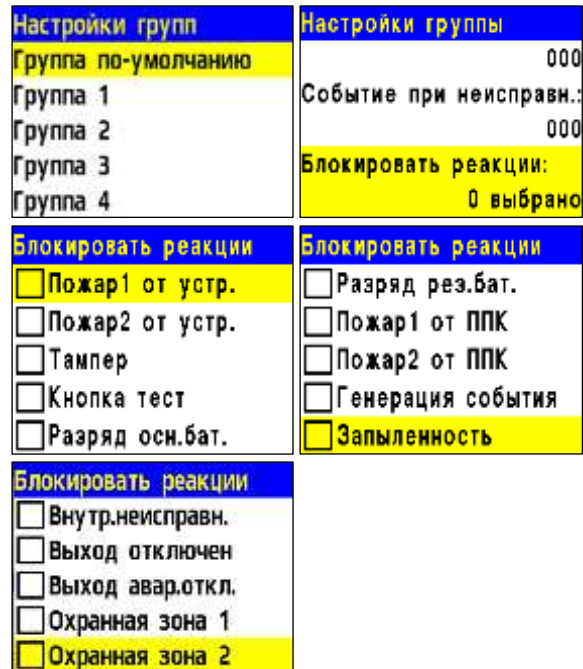 Настройки групп
Группа по-умолчанию
Группа 1
Группа 2
Группа 3
Группа 4
Настройки группы
000
Событие при неисправн.:
000
Блокировать реакции:
0 выбрано
Блокировать реакции
Пожар1 от устр.
Пожар2 от устр.
Тампер
Кнопка тест
Разряд осн.бат.
Блокировать реакции
Разряд рез.бат.
Пожар1 от ППК
Пожар2 от ППК
Генерация события
Запыленность
Блокировать реакции
Внутр.неисправн.
Выход отключен
Выход авар.откл.
Охранная зона 1
Охранная зона 2